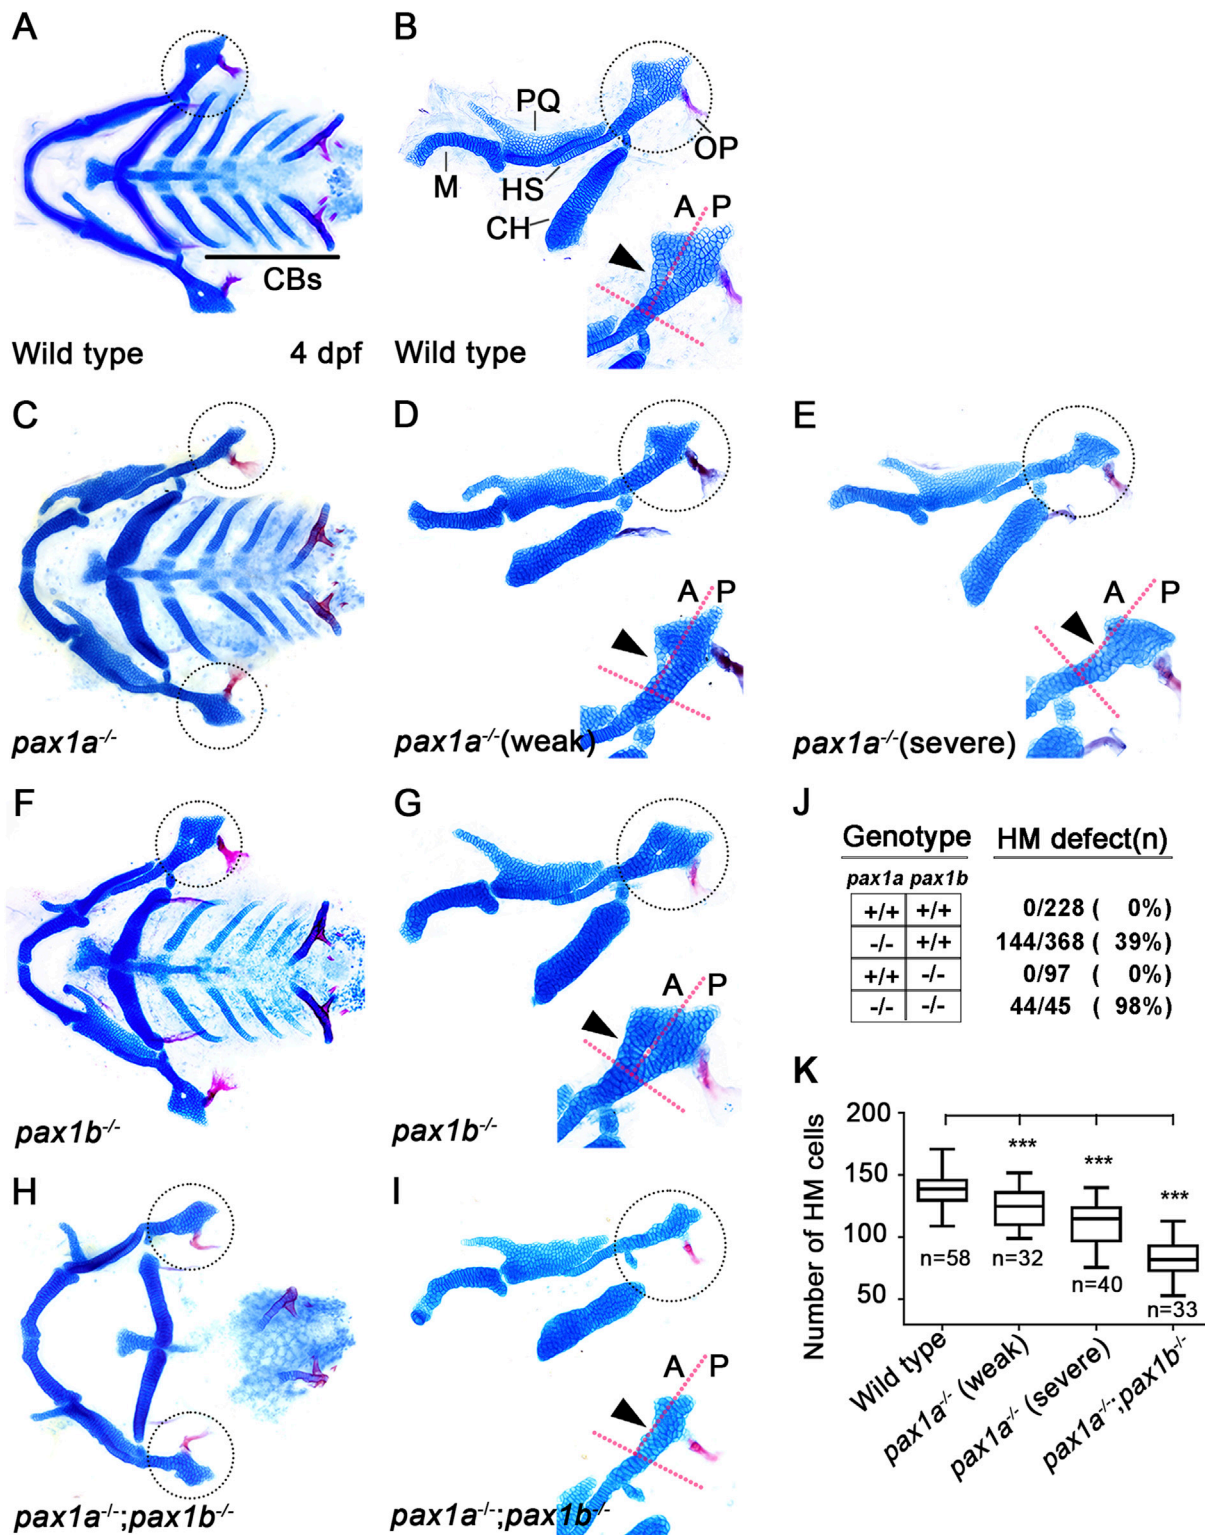 A
CBs
Wild type 4 dpf
B
PQ
OP
M
HS
CH
A P
Wild type
C
pax1a-/-
D
A P
pax1a-/-(weak)
E
A P
pax1a-/-(severe)
F
pax1b-/-
G
A P
pax1b-/-
H
pax1a-/-;pax1b-/-
I
A P
pax1a-/-;pax1b-/-
J
Genotype HM defect(n)
pax1a pax1b
+/+ +/+ 0/228 ( 0%)
-/- +/+ 144/368 ( 39%)
+/+ -/- 0/97 ( 0%)
-/- -/- 44/45 ( 98%)
K
Number of HM cells
200
150
100
50
***
***
***
n=58
n=32
n=40
n=33
Wild type
pax1a-/- (weak)
pax1a-/- (severe)
pax1a-/-;pax1b-/-